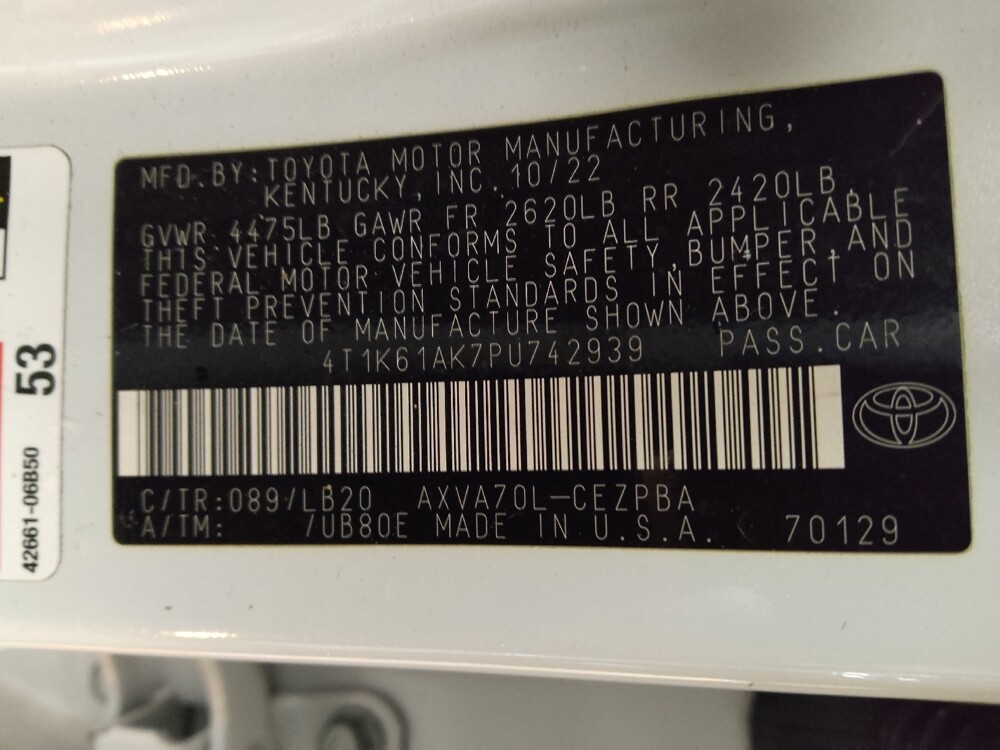 MFD.BY:TOYOTA MOTOR MANUFACTURING,
KENTUCKY, INC. 10/22
GVWR 4475LB GAWR FR 2620LB RR 2420LB.
THIS VEHICLE CONFORMS TO ALL APPLICABLE
FEDERAL MOTOR VEHICLE SAFETY,BUMPER,AND
THEFT PREVENTION STANDARDS IN EFFECT ON
THE DATE OF MANUFACTURE SHOWN ABOVE.
4T1K61AK7PU742939 PASS.CAR
C/TR:089/LB20 AXVA70L-CEZPBA
A/TM: /UB80E MADE IN U.S.A. 70129
53
42661-06B50